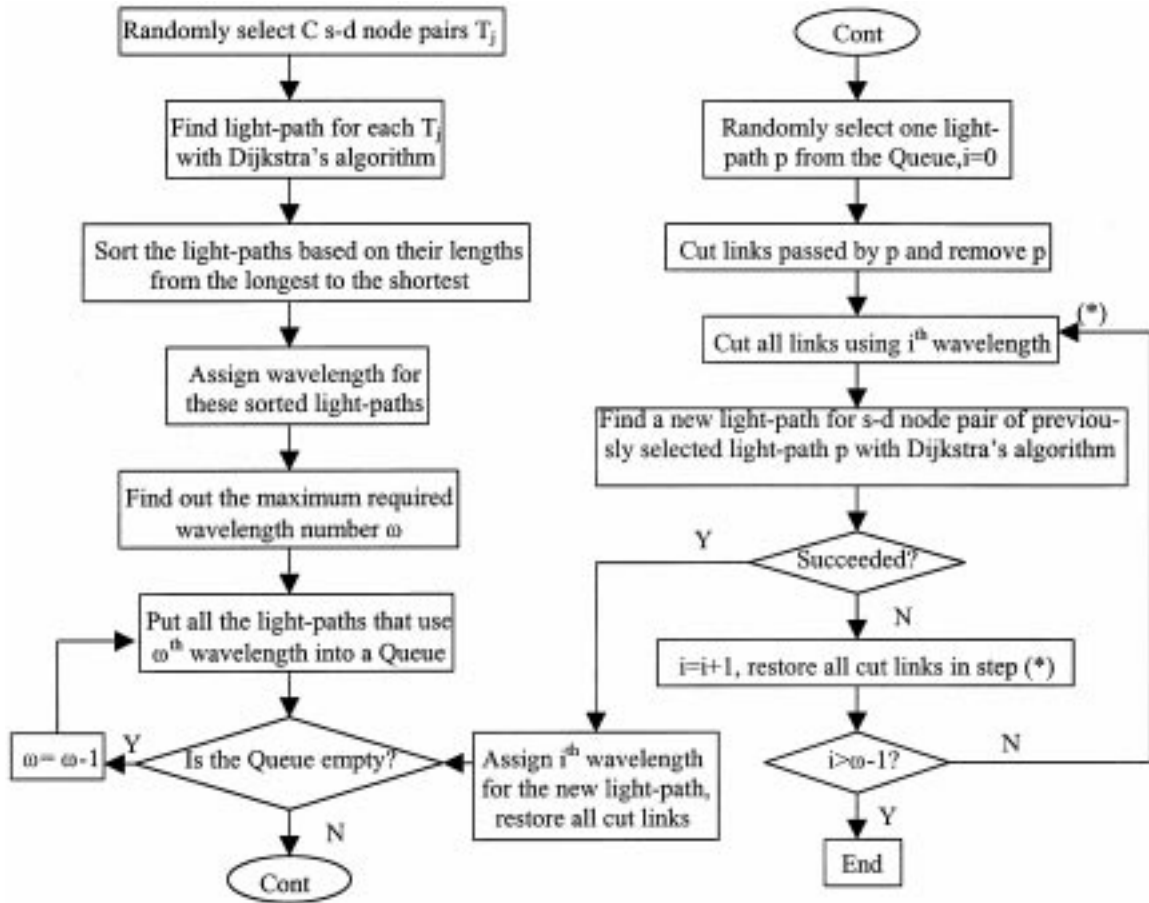 Randomly select C s-d node pairs Tj
Find light-path for each Tj
with Dijkstra's algorithm
Sort the light-paths based on their lengths
from the longest to the shortest
Assign wavelength for
these sorted light-paths
Find out the maximum required
wavelength number ω
Put all the light-paths that use
ωth wavelength into a Queue
ω= ω-1
Y
Is the Queue empty?
N
Cont
Cont
Randomly select one light-
path p from the Queue,i=0
Cut links passed by p and remove p
(*)
Cut all links using ith wavelength
Find a new light-path for s-d node pair of previou-
sly selected light-path p with Dijkstra's algorithm
Y
Succeeded?
N
i=i+1, restore all cut links in step (*)
Assign ith wavelength
for the new light-path,
restore all cut links
i>ω-1?
N
Y
End